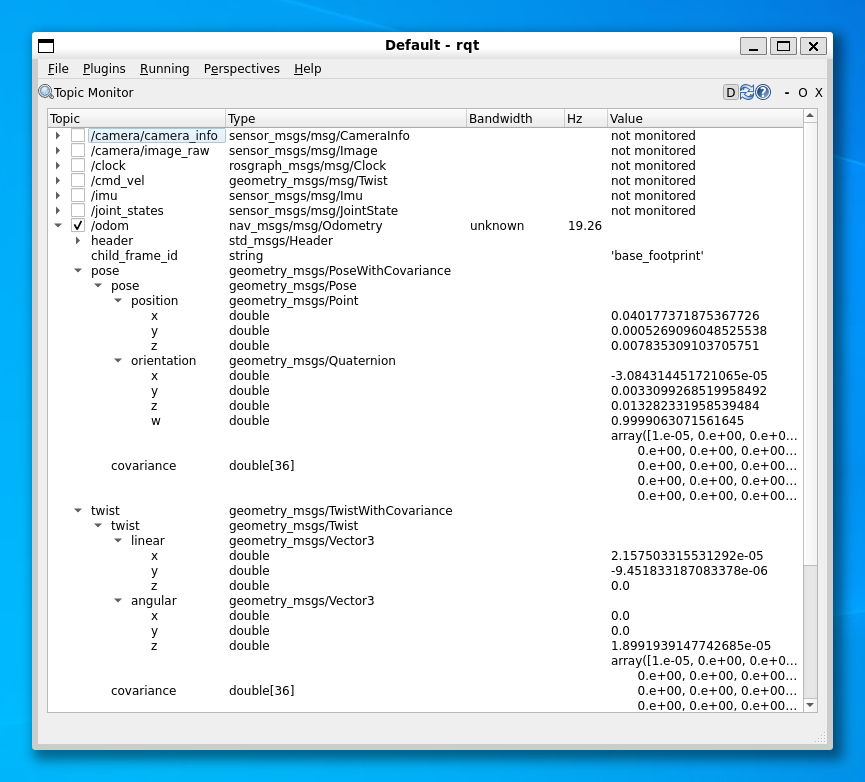 Default - rqt
File Plugins Running Perspectives Help
Topic Monitor D ? - O X
Topic Type Bandwidth Hz Value
/camera/camera_info sensor_msgs/msg/CameraInfo not monitored
/camera/image_raw sensor_msgs/msg/Image not monitored
/clock rosgraph_msgs/msg/Clock not monitored
/cmd_vel geometry_msgs/msg/Twist not monitored
/imu sensor_msgs/msg/Imu not monitored
/joint_states sensor_msgs/msg/JointState not monitored
/odom nav_msgs/msg/Odometry unknown 19.26
header std_msgs/Header
child_frame_id string 'base_footprint'
pose geometry_msgs/PoseWithCovariance
pose geometry_msgs/Pose
position geometry_msgs/Point
x double 0.040177371875367726
y double 0.0005269096048525538
z double 0.007835309103705751
orientation geometry_msgs/Quaternion
x double -3.084314451721065e-05
y double 0.0033099268519958492
z double 0.013282331958539484
w double 0.9999063071561645
array([1.e-05, 0.e+00, 0.e+0...
0.e+00, 0.e+00, 0.e+00...
covariance double[36] 0.e+00, 0.e+00, 0.e+00...
0.e+00, 0.e+00, 0.e+00...
0.e+00, 0.e+00, 0.e+00...
twist geometry_msgs/TwistWithCovariance
twist geometry_msgs/Twist
linear geometry_msgs/Vector3
x double 2.157503315531292e-05
y double -9.451833187083378e-06
z double 0.0
angular geometry_msgs/Vector3
x double 0.0
y double 0.0
z double 1.8991939147742685e-05
array([1.e-05, 0.e+00, 0.e+0...
0.e+00, 0.e+00, 0.e+00...
covariance double[36] 0.e+00, 0.e+00, 0.e+00...
0.e+00, 0.e+00, 0.e+00...